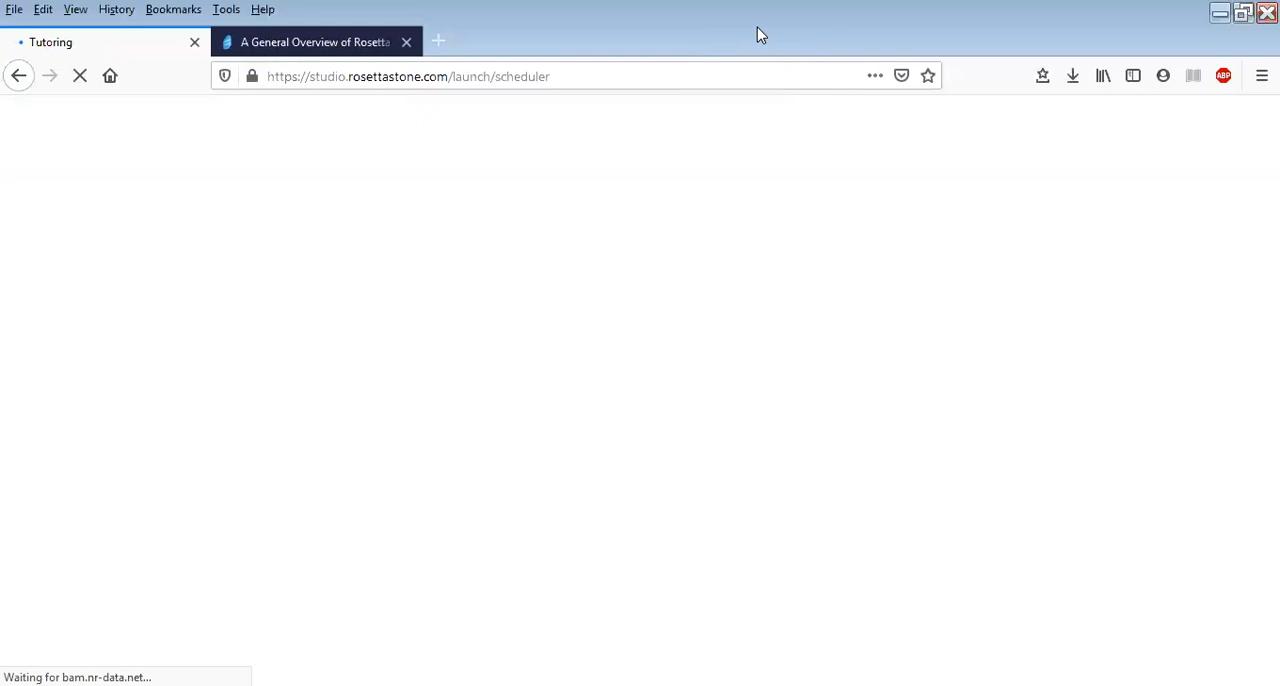 File Edit View History Bookmarks Tools Help
Tutoring A General Overview of Rosetta
https://studio.rosettastone.com/launch/scheduler ABP
Waiting for bam.nr-data.net...